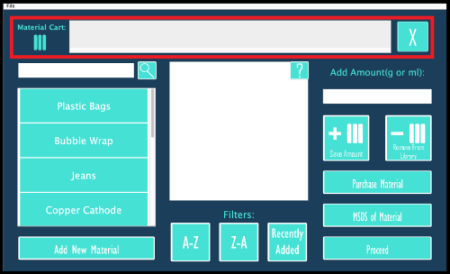 File
Material Cart:
X
?
Add Amount(g or ml):
Plastic Bags
Bubble Wrap
Jeans
Copper Cathode
+
Save Amount
-
Remove From
Library
Purchase Material
MSDS of Material
Proceed
Filters:
A-Z
Z-A
Recently
Added
Add New Material